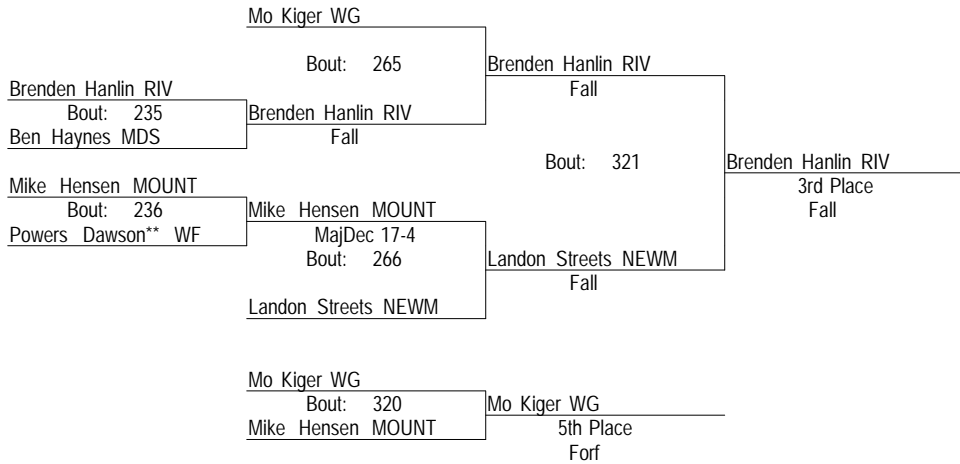 Mo Kiger WG
Bout: 265
Brenden Hanlin RIV
Fall
Brenden Hanlin RIV
Bout: 235
Brenden Hanlin RIV
Ben Haynes MDS
Fall
Bout: 321
Brenden Hanlin RIV
3rd Place
Fall
Mike Hensen MOUNT
Bout: 236
Mike Hensen MOUNT
Powers Dawson** WF
MajDec 17-4
Bout: 266
Landon Streets NEWM
Fall
Landon Streets NEWM
Mo Kiger WG
Bout: 320
Mo Kiger WG
Mike Hensen MOUNT
5th Place
Forf